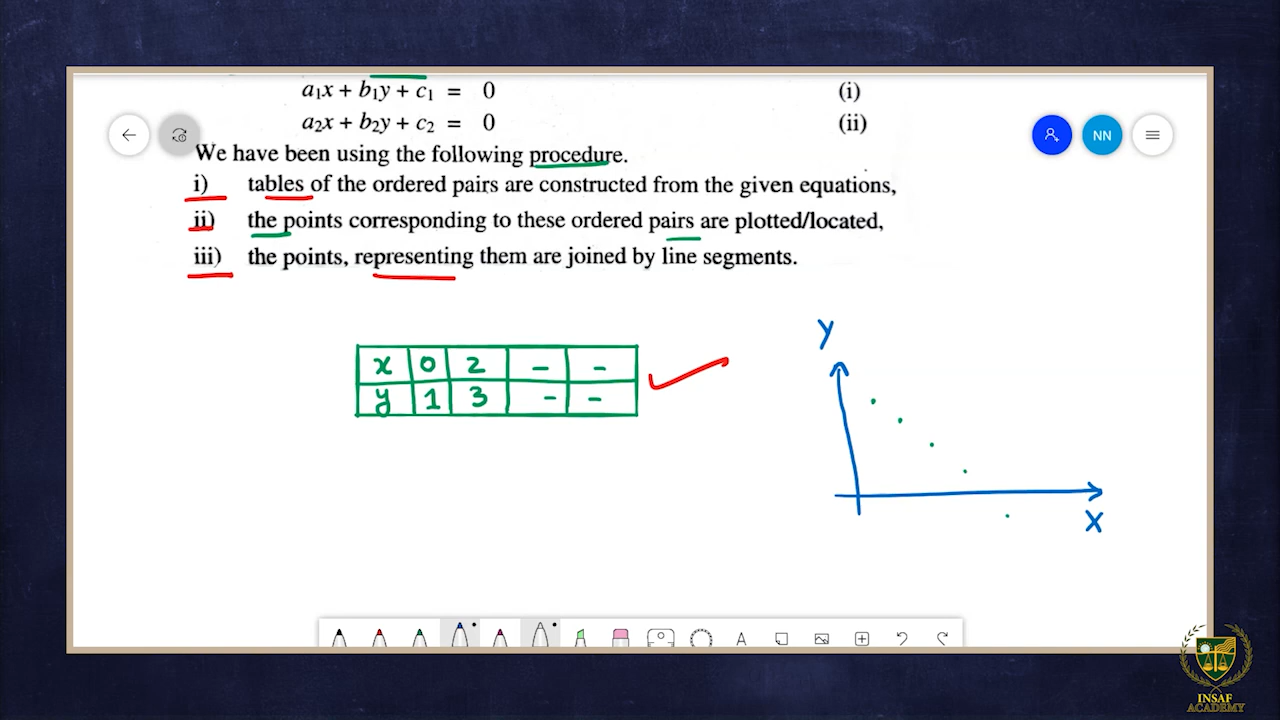 a₁x + b₁y + c₁ = 0 (i)
a₂x + b₂y + c₂ = 0 (ii)
NN
We have been using the following procedure.
i) tables of the ordered pairs are constructed from the given equations,
ii) the points corresponding to these ordered pairs are plotted/located,
iii) the points, representing them are joined by line segments.
x 0 2 - -
y 1 3 - -
y
x
A
INSAF
ACADEMY